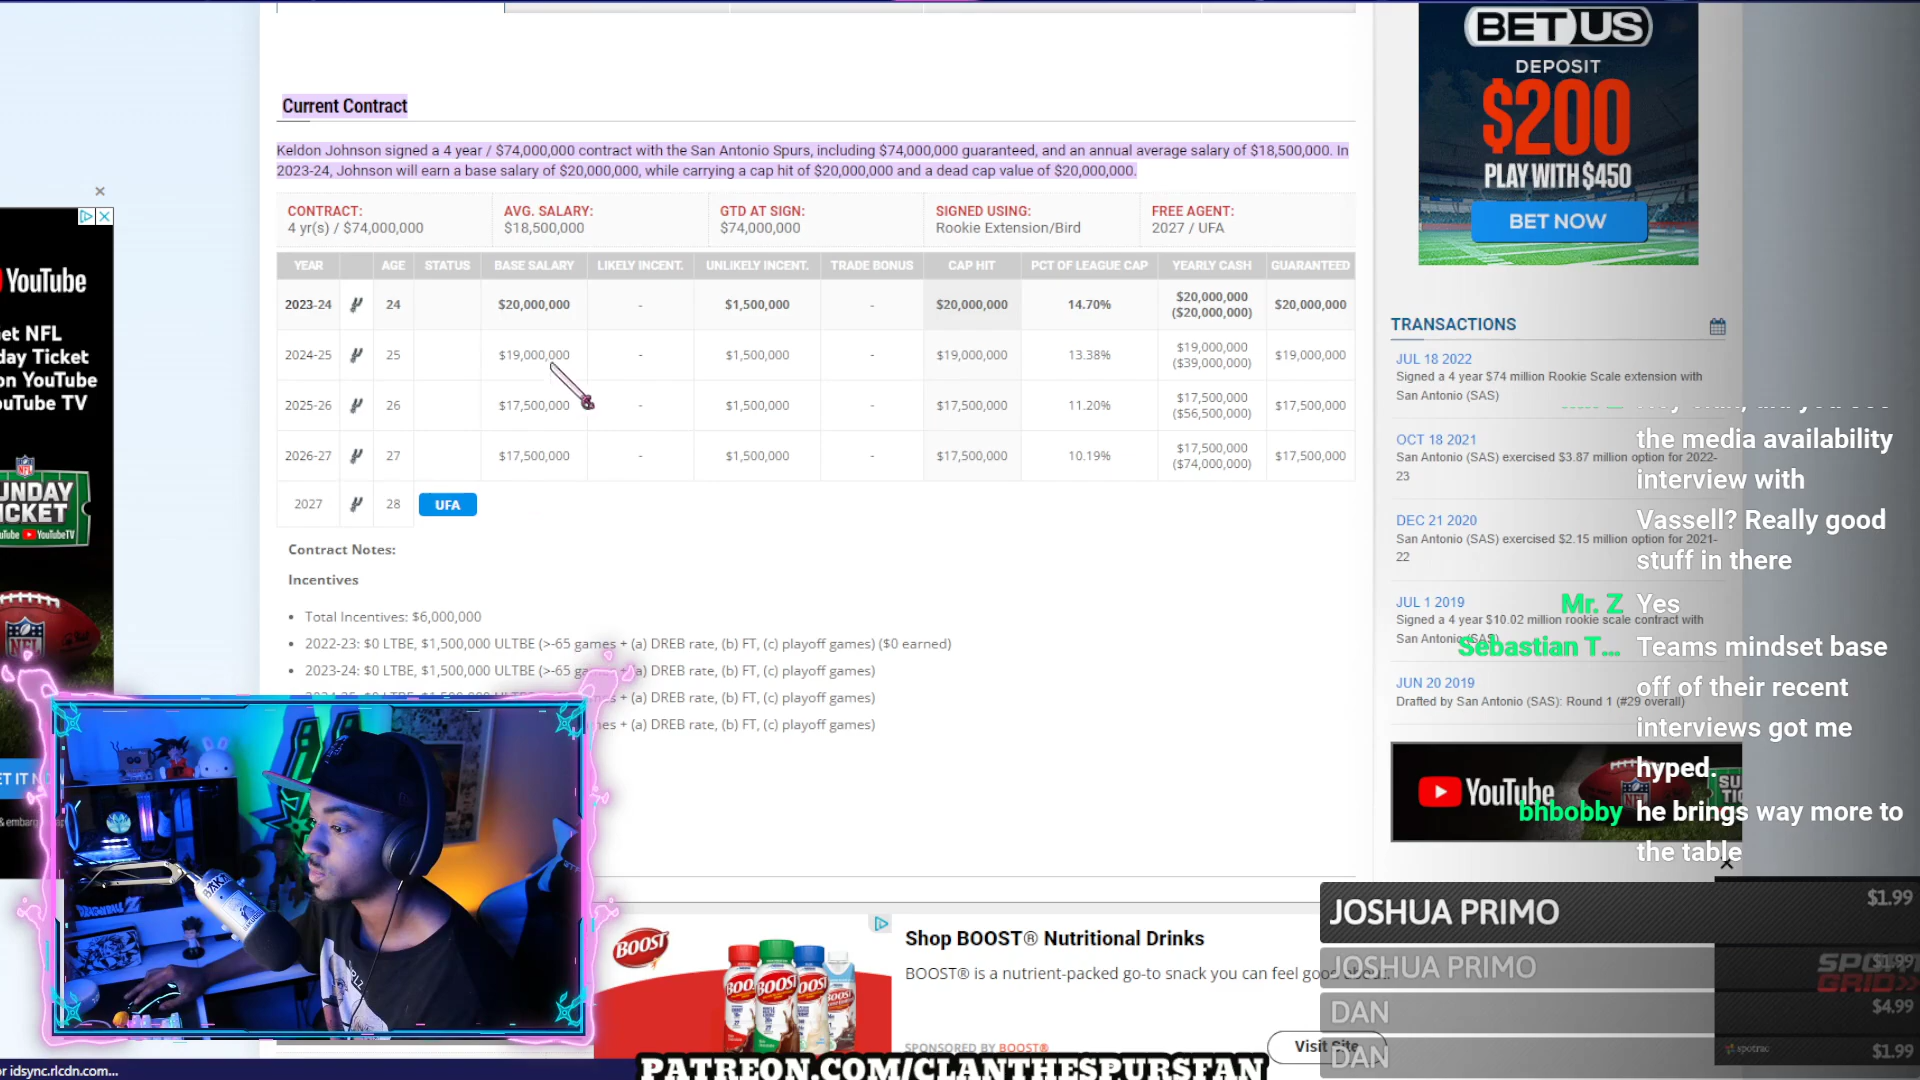 BETUS
DEPOSIT
$200
PLAY WITH $450
BET NOW
Current Contract
Keldon Johnson signed a 4 year / $74,000,000 contract with the San Antonio Spurs, including $74,000,000 guaranteed, and an annual average salary of $18,500,000. In
2023-24, Johnson will earn a base salary of $20,000,000, while carrying a cap hit of $20,000,000 and a dead cap value of $20,000,000.
CONTRACT: AVG. SALARY: GTD AT SIGN: SIGNED USING: FREE AGENT:
4 yr(s) / $74,000,000 $18,500,000 $74,000,000 Rookie Extension/Bird 2027 / UFA
YEAR AGE STATUS BASE SALARY LIKELY INCENT. UNLIKELY INCENT. TRADE BONUS CAP HIT PCT OF LEAGUE CAP YEARLY CASH GUARANTEED
2023-24 24 $20,000,000 - $1,500,000 - $20,000,000 14.70% $20,000,000 ($20,000,000) $20,000,000
2024-25 25 $19,000,000 - $1,500,000 - $19,000,000 13.38% $19,000,000 ($39,000,000) $19,000,000
2025-26 26 $17,500,000 - $1,500,000 - $17,500,000 11.20% $17,500,000 ($56,500,000) $17,500,000
2026-27 27 $17,500,000 - $1,500,000 - $17,500,000 10.19% $17,500,000 ($74,000,000) $17,500,000
2027 28 UFA
Contract Notes:
Incentives
Total Incentives: $6,000,000
2022-23: $0 LTBE, $1,500,000 ULTBE (>-65 games + (a) DREB rate, (b) FT, (c) playoff games) ($0 earned)
2023-24: $0 LTBE, $1,500,000 ULTBE (>-65 games + (a) DREB rate, (b) FT, (c) playoff games)
+ (a) DREB rate, (b) FT, (c) playoff games)
+ (a) DREB rate, (b) FT, (c) playoff games)
TRANSACTIONS
JUL 18 2022
Signed a 4 year $74 million Rookie Scale extension with
San Antonio (SAS)
OCT 18 2021
San Antonio (SAS) exercised $3.87 million option for 2022-
23
DEC 21 2020
San Antonio (SAS) exercised $2.15 million option for 2021-
22
JUL 1 2019
Signed a 4 year $10.02 million rookie scale contract with
San Antonio (SAS)
JUN 20 2019
Drafted by San Antonio (SAS): Round 1 (#29 overall)
the media availability
interview with
Vassell? Really good
stuff in there
Mr. Z Yes
Sebastian T... Teams mindset base
off of their recent
interviews got me
hyped.
bhbobby he brings way more to
the table
YouTube
YouTube
NFL
Ticket
on YouTube
TV
JOSHUA PRIMO $1.99
JOSHUA PRIMO $1.99
DAN $4.99
DAN $1.99
SPORTS
GRID
spotrac
BOOST
Shop BOOST® Nutritional Drinks
BOOST® is a nutrient-packed go-to snack you can feel good about...
SPONSORED BY BOOST®
Visit Site
PATREON.COM/CLANTHESPURSFAN
idsync.rlcdn.com...